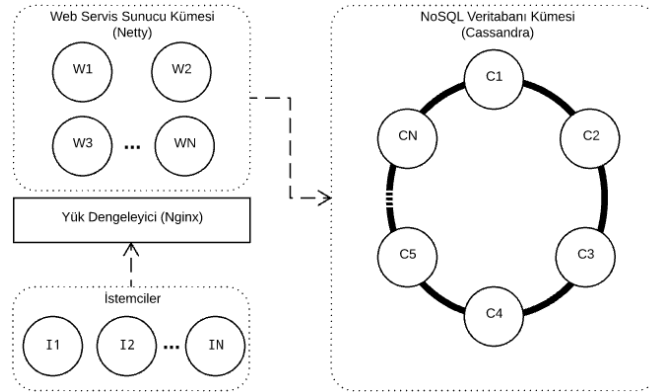 Web Servis Sunucu Kümesi
(Netty)
W1
W2
W3
...
WN
Yük Dengeleyici (Nginx)
İstemciler
I1
I2
...
IN
NoSQL Veritabanı Kümesi
(Cassandra)
C1
CN
C2
C5
C3
C4